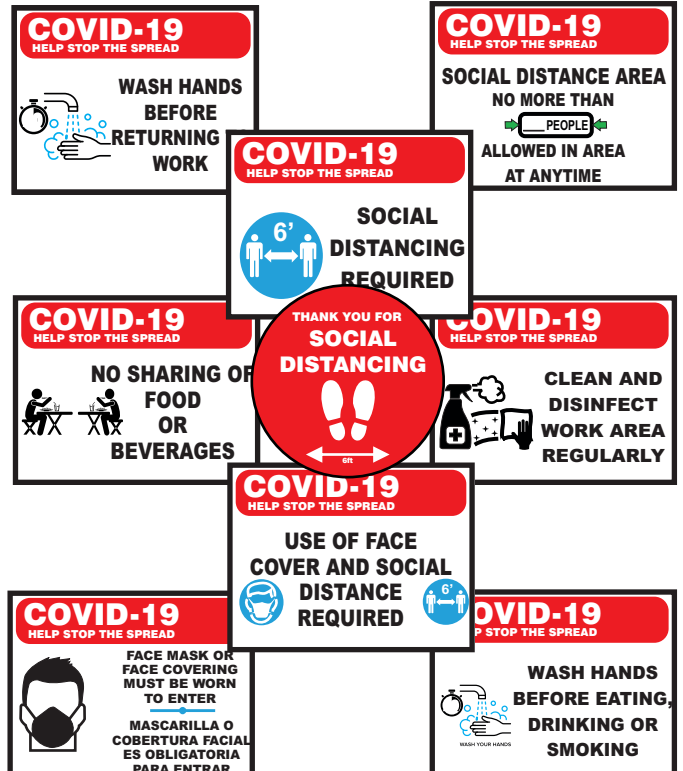 COVID-19
HELP STOP THE SPREAD
WASH HANDS
BEFORE
RETURNING
WORK
COVID-19
HELP STOP THE SPREAD
SOCIAL DISTANCE AREA
NO MORE THAN
___PEOPLE
ALLOWED IN AREA
AT ANYTIME
COVID-19
HELP STOP THE SPREAD
6'
SOCIAL
DISTANCING
REQUIRED
COVID-19
HELP STOP THE SPREAD
NO SHARING OF
FOOD
OR
BEVERAGES
THANK YOU FOR
SOCIAL
DISTANCING
6ft
COVID-19
HELP STOP THE SPREAD
CLEAN AND
DISINFECT
WORK AREA
REGULARLY
COVID-19
HELP STOP THE SPREAD
USE OF FACE
COVER AND SOCIAL
DISTANCE
REQUIRED
6'
COVID-19
HELP STOP THE SPREAD
FACE MASK OR
FACE COVERING
MUST BE WORN
TO ENTER
MASCARILLA O
COBERTURA FACIAL
ES OBLIGATORIA
PARA ENTRAR
OVID-19
P STOP THE SPREAD
WASH HANDS
BEFORE EATING,
DRINKING OR
SMOKING
WASH YOUR HANDS